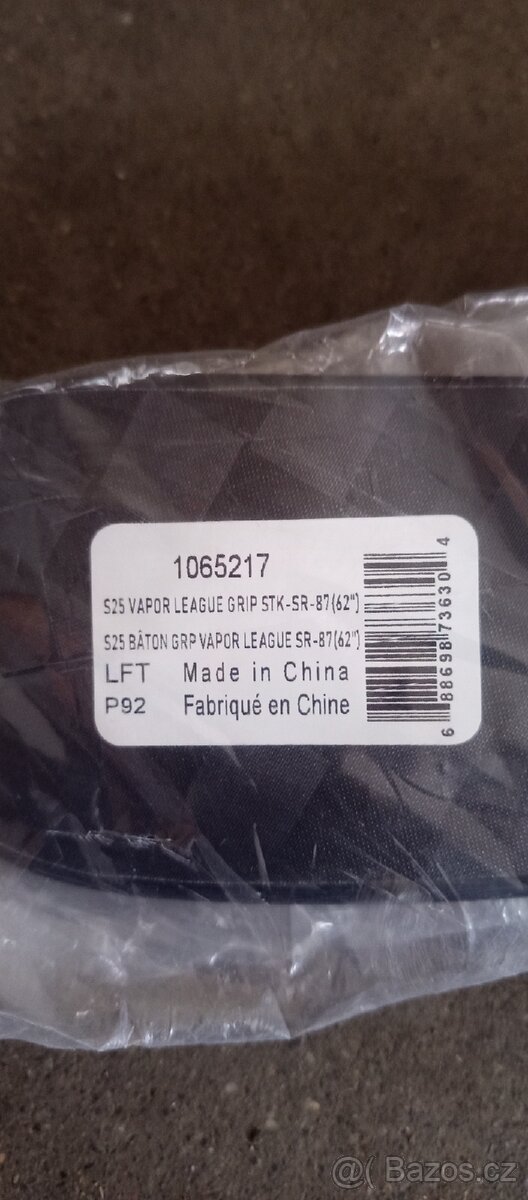 1065217
S25 VAPOR LEAGUE GRIP STK-SR-87(62")
S25 BÂTON GRP VAPOR LEAGUE SR-87(62")
LFT Made in China
P92 Fabriqué en Chine
6 88698 73630 4
@( Bazos.cz